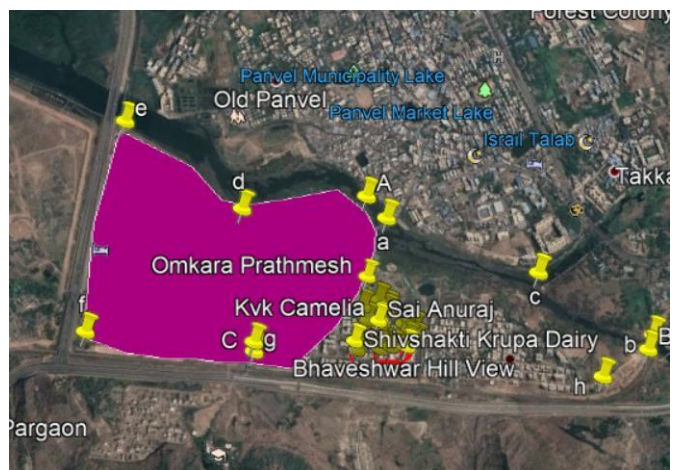 Forest Colony
Panvel Municipality Lake
Old Panvel
Panvel Market Lake
e
Israil Talab
Takka
d
A
a
Omkara Prathmesh
c
f
Kvk Camelia
Sai Anuraj
C
g
Shivshakti Krupa Dairy
b
B
Bhaveshwar Hill View
h
Pargaon